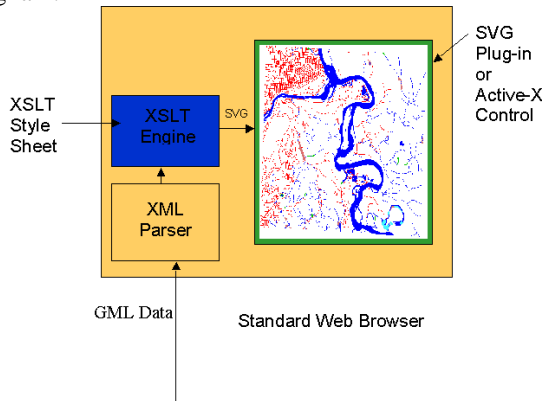 SVG
Plug-in
or
Active-X
Control
XSLT
Style
Sheet
XSLT
Engine
SVG
XML
Parser
GML Data
Standard Web Browser